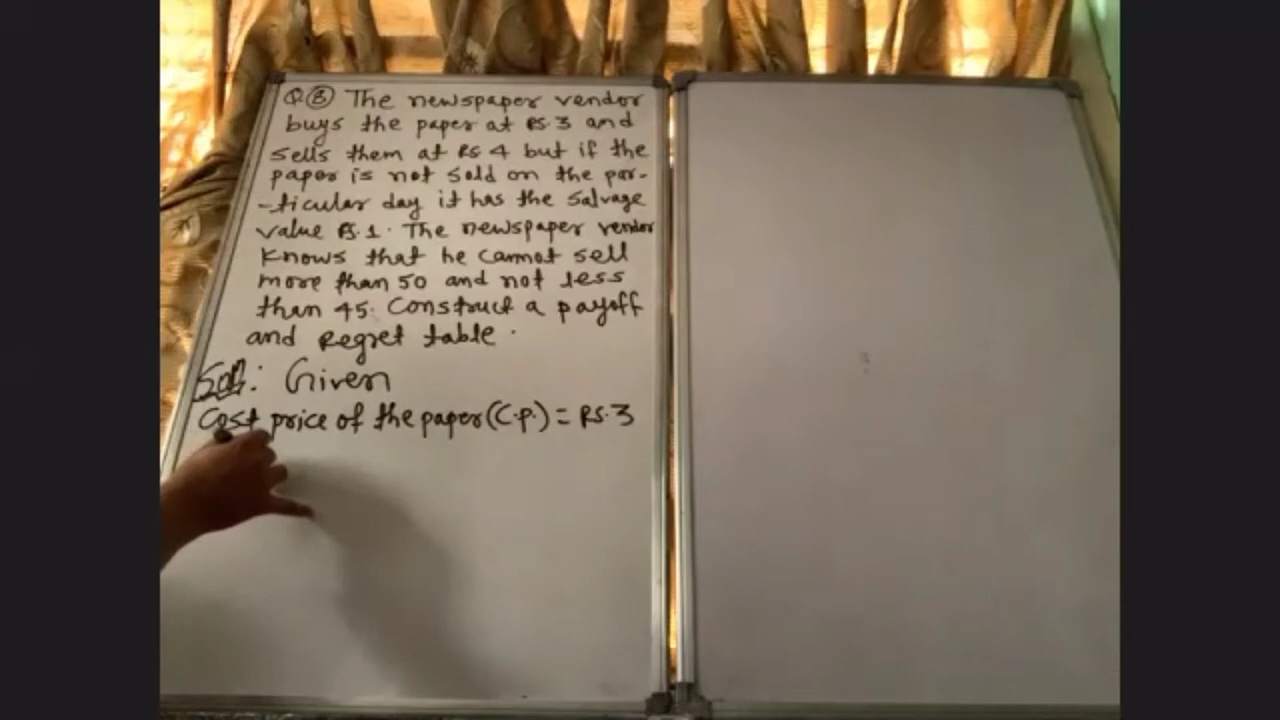 Q ③ The newspaper vendor
buys the paper at Rs.3 and
sells them at Rs 4 but if the
paper is not sold on the par-
-ticular day it has the salvage
value Rs.1. The newspaper vendor
knows that he cannot sell
more than 50 and not less
than 45. Construct a payoff
and Regret table.
Soln: Given
Cost price of the paper (C.P.) = Rs.3